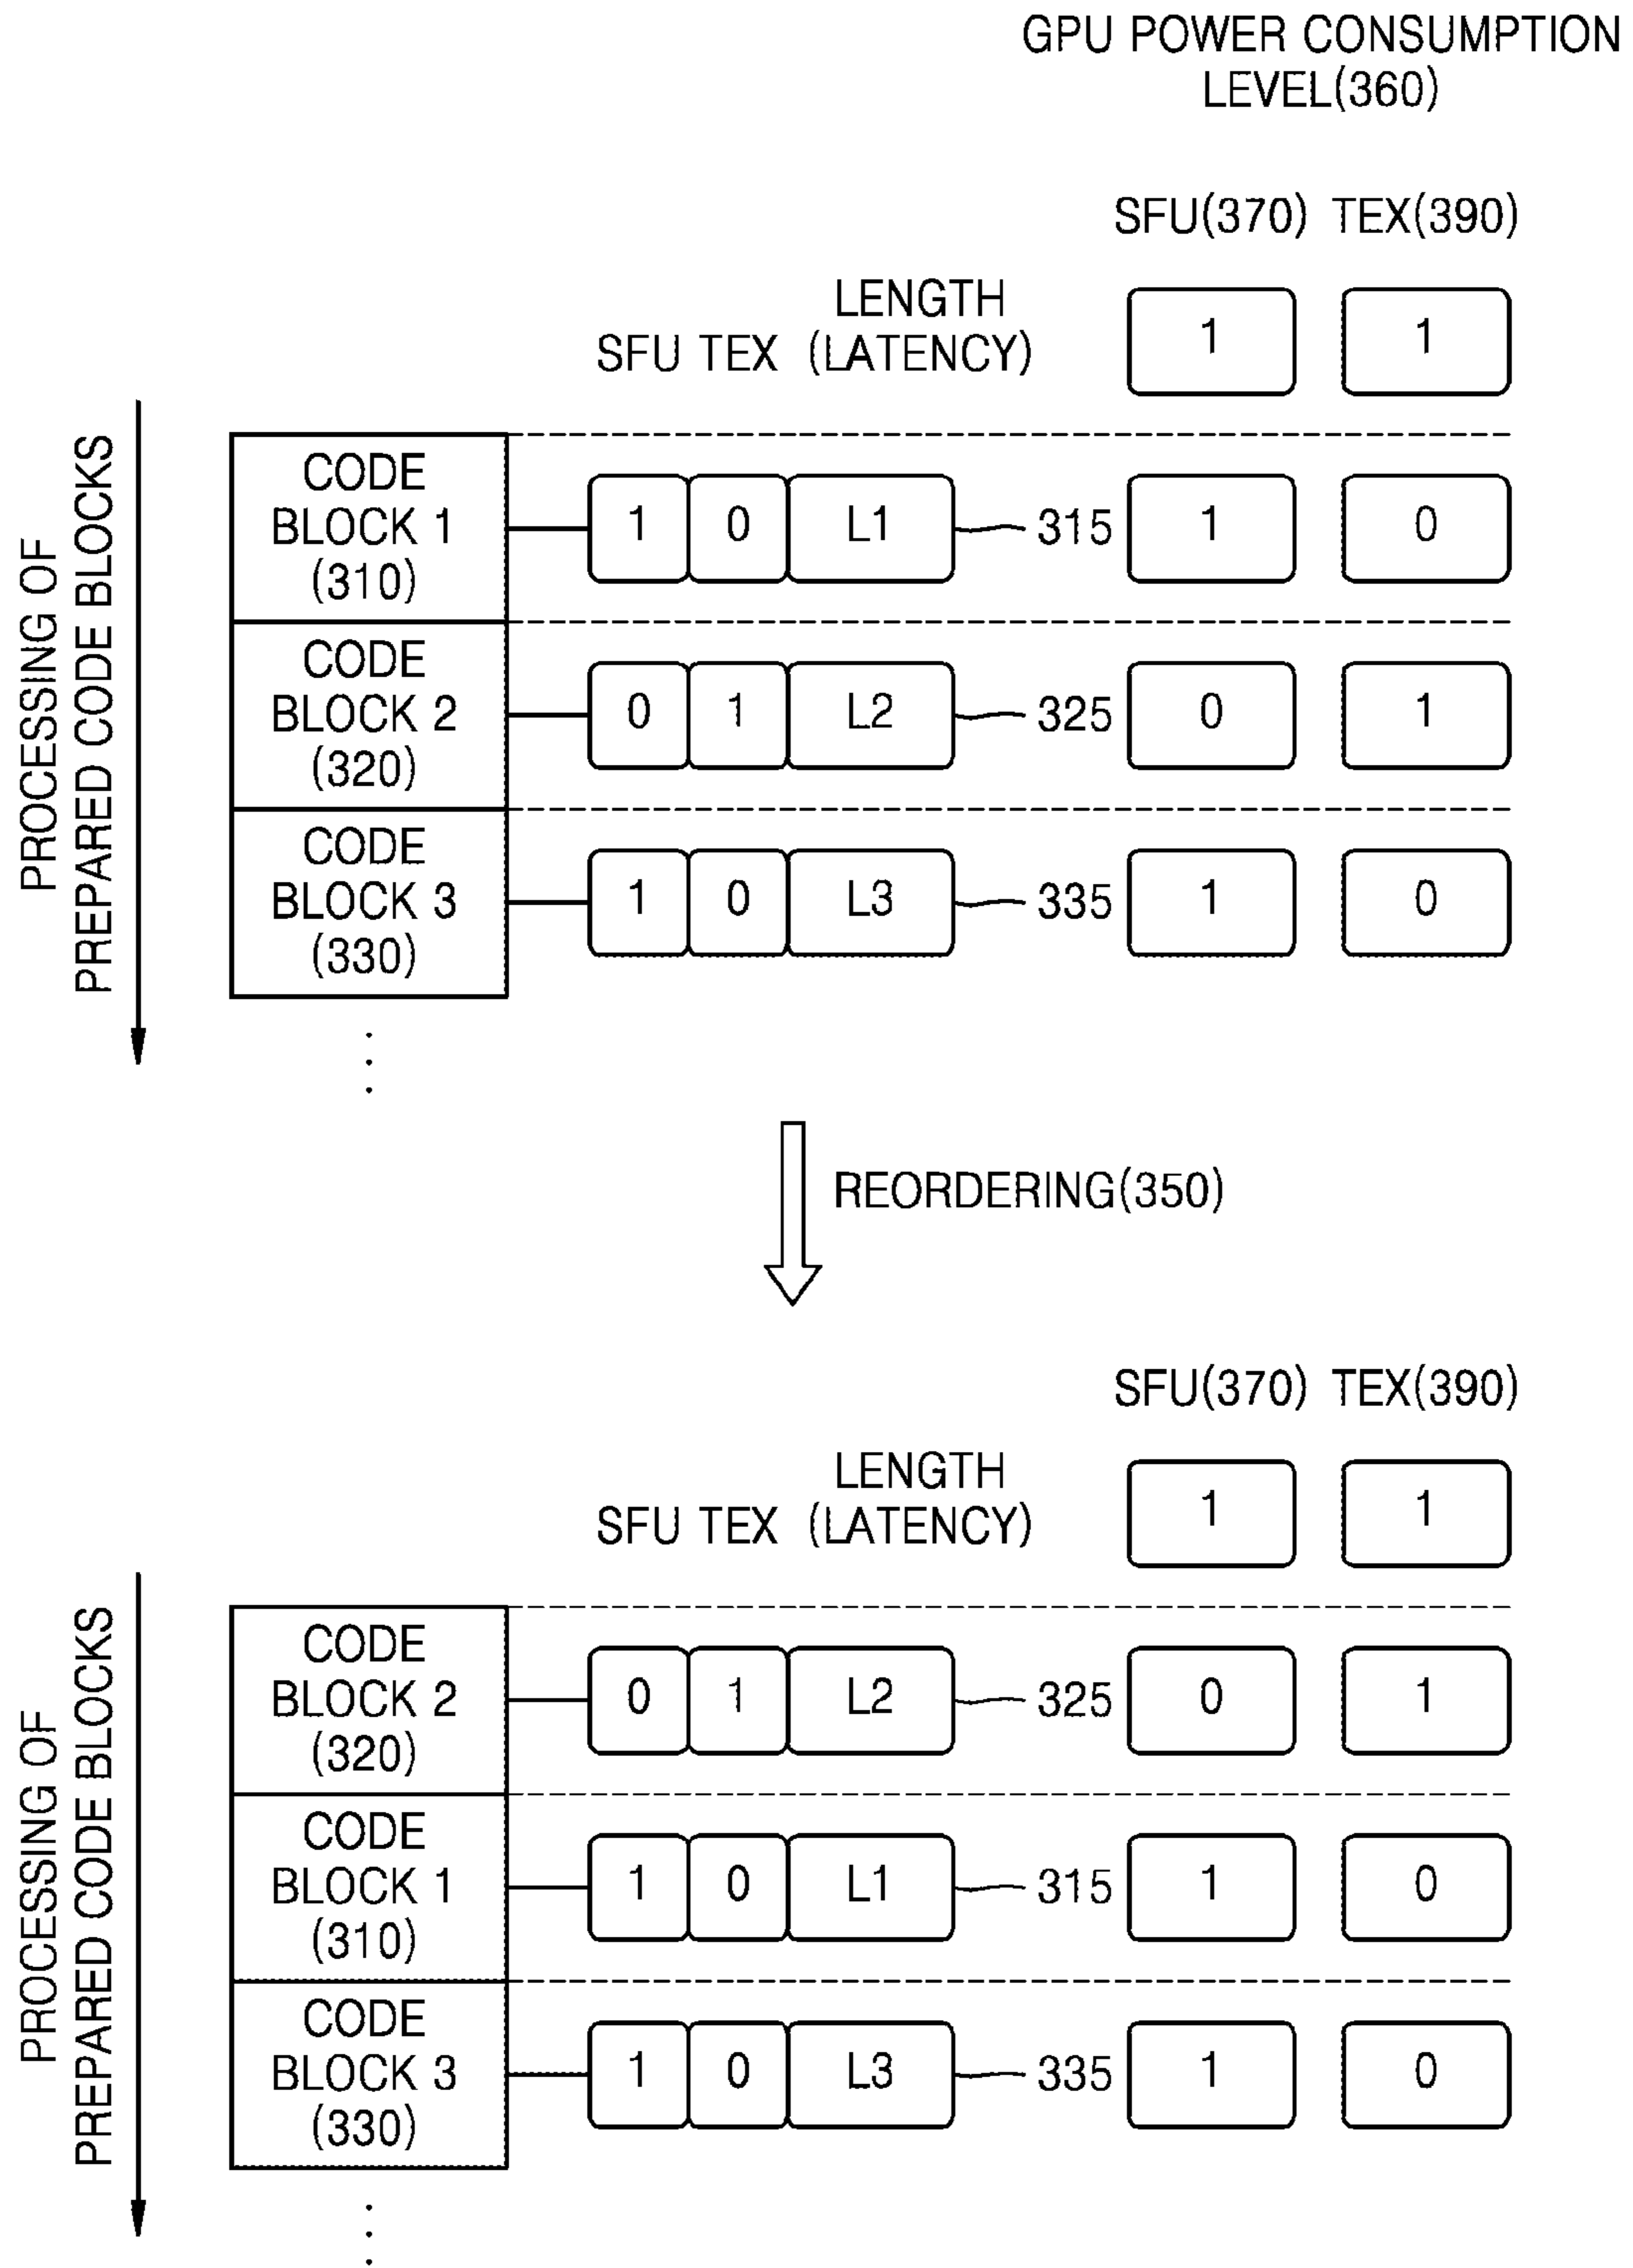 GPU POWER CONSUMPTION
LEVEL(360)
SFU(370) TEX(390)
LENGTH
SFU TEX (LATENCY)
1 1
PROCESSING OF
PREPARED CODE BLOCKS
CODE
BLOCK 1
(310)
1 0 L1 315 1 0
CODE
BLOCK 2
(320)
0 1 L2 325 0 1
CODE
BLOCK 3
(330)
1 0 L3 335 1 0
REORDERING(350)
SFU(370) TEX(390)
LENGTH
SFU TEX (LATENCY)
1 1
PROCESSING OF
PREPARED CODE BLOCKS
CODE
BLOCK 2
(320)
0 1 L2 325 0 1
CODE
BLOCK 1
(310)
1 0 L1 315 1 0
CODE
BLOCK 3
(330)
1 0 L3 335 1 0